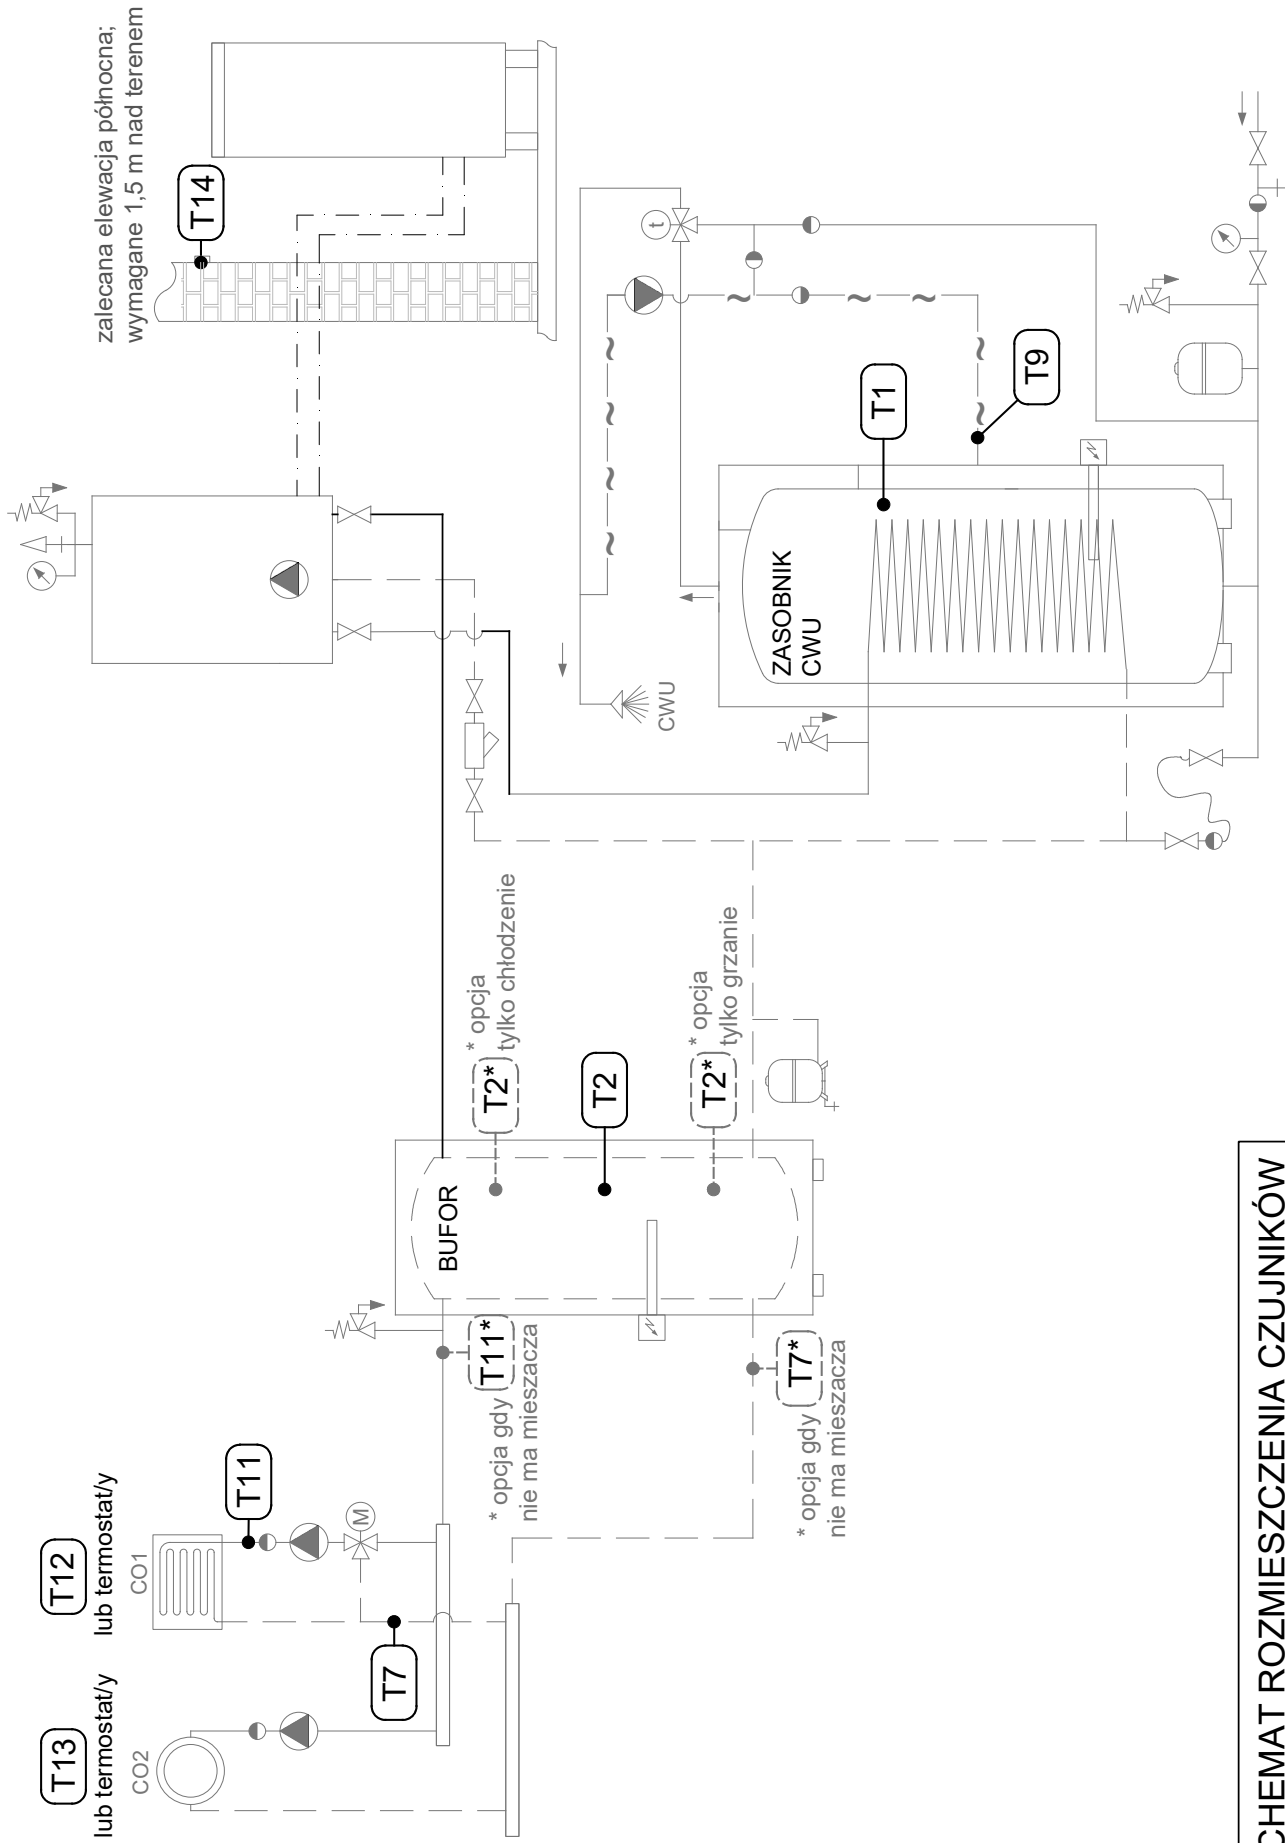 T13
lub termostat/y
CO2
T12
lub termostat/y
CO1
T11
M
T7
* opcja gdy
nie ma mieszacza
T11*
* opcja gdy
nie ma mieszacza
T7*
BUFOR
T2*
* opcja
tylko chłodzenie
T2
T2*
* opcja
tylko grzanie
zalecana elewacja północna;
wymagane 1,5 m nad terenem
T14
t
CWU
ZASOBNIK
CWU
T1
T9
CHEMAT ROZMIESZCZENIA CZUJNIKÓW